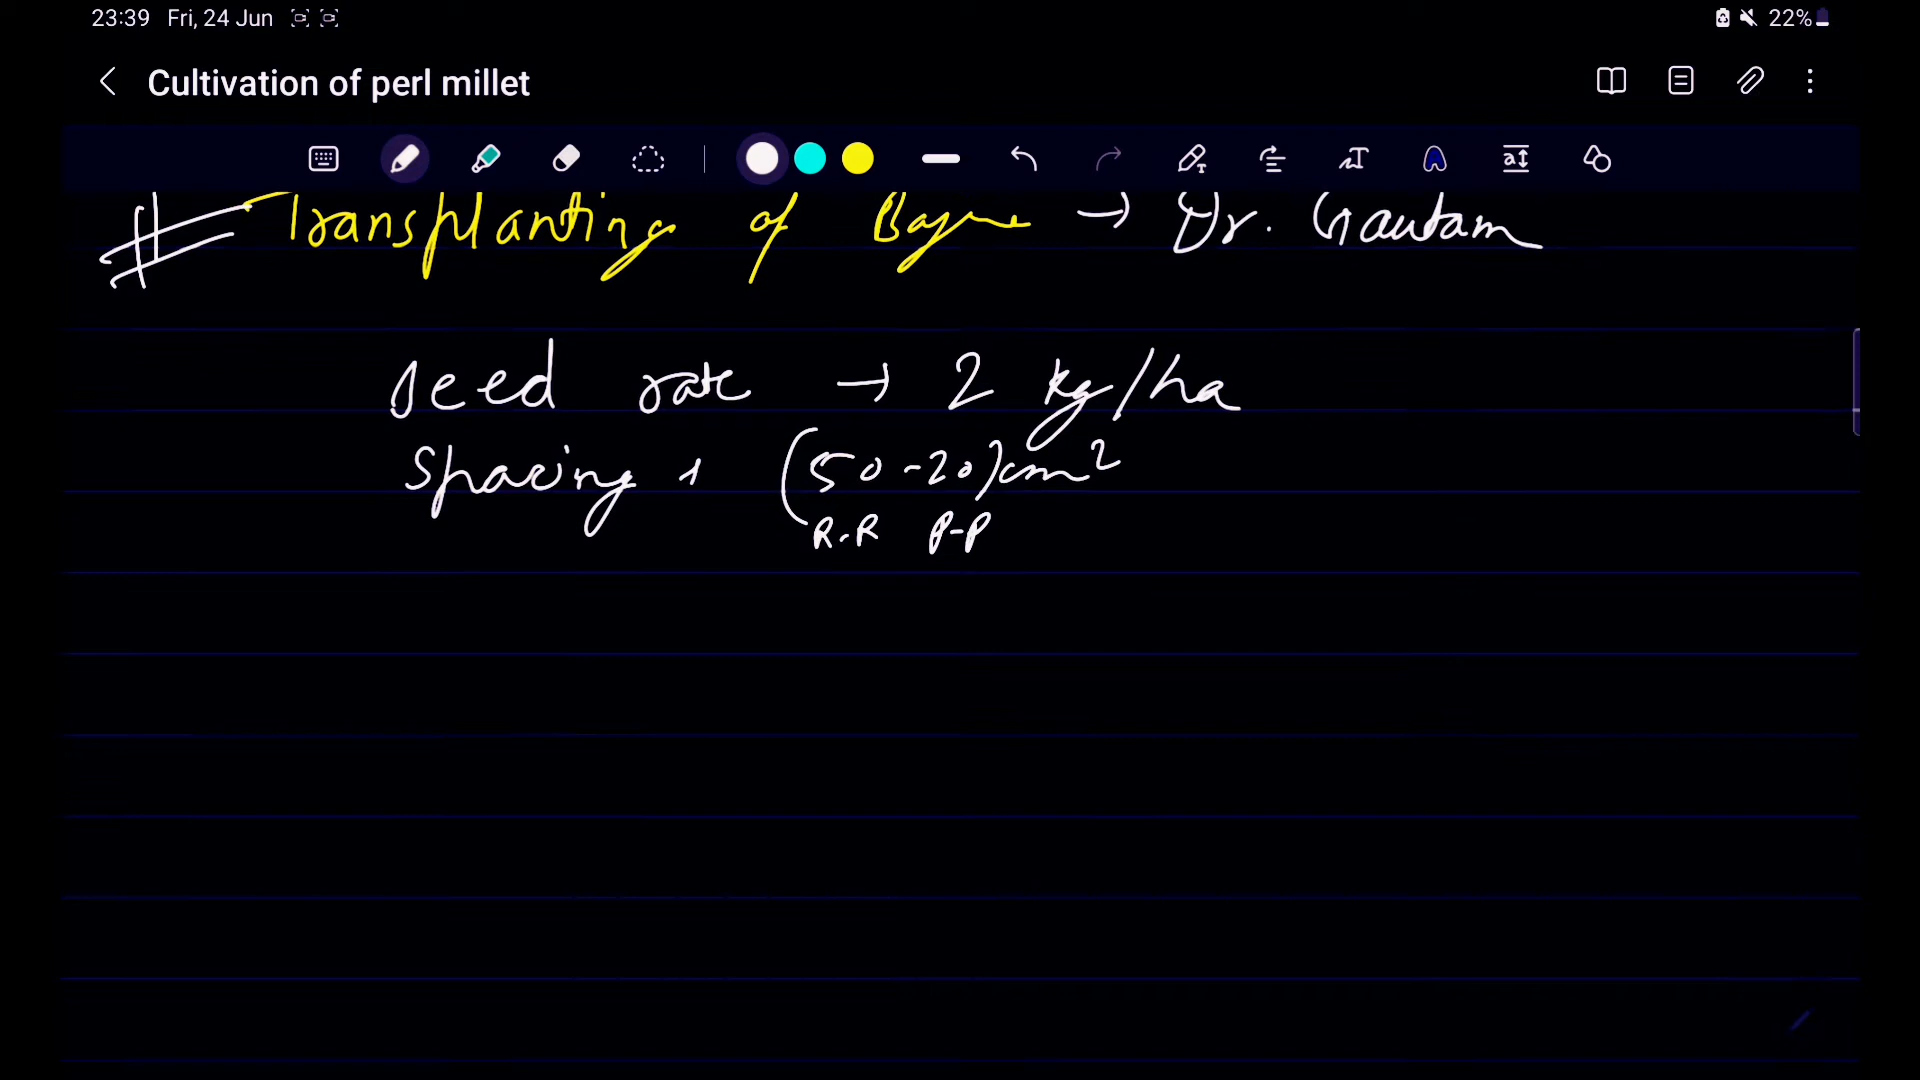 23:39 Fri, 24 Jun 22%
Cultivation of perl millet
# Transplanting of Bajra → Dr. Gautam
Seed rate → 2 kg/ha
Spacing → (50-20)cm²
R-R P-P